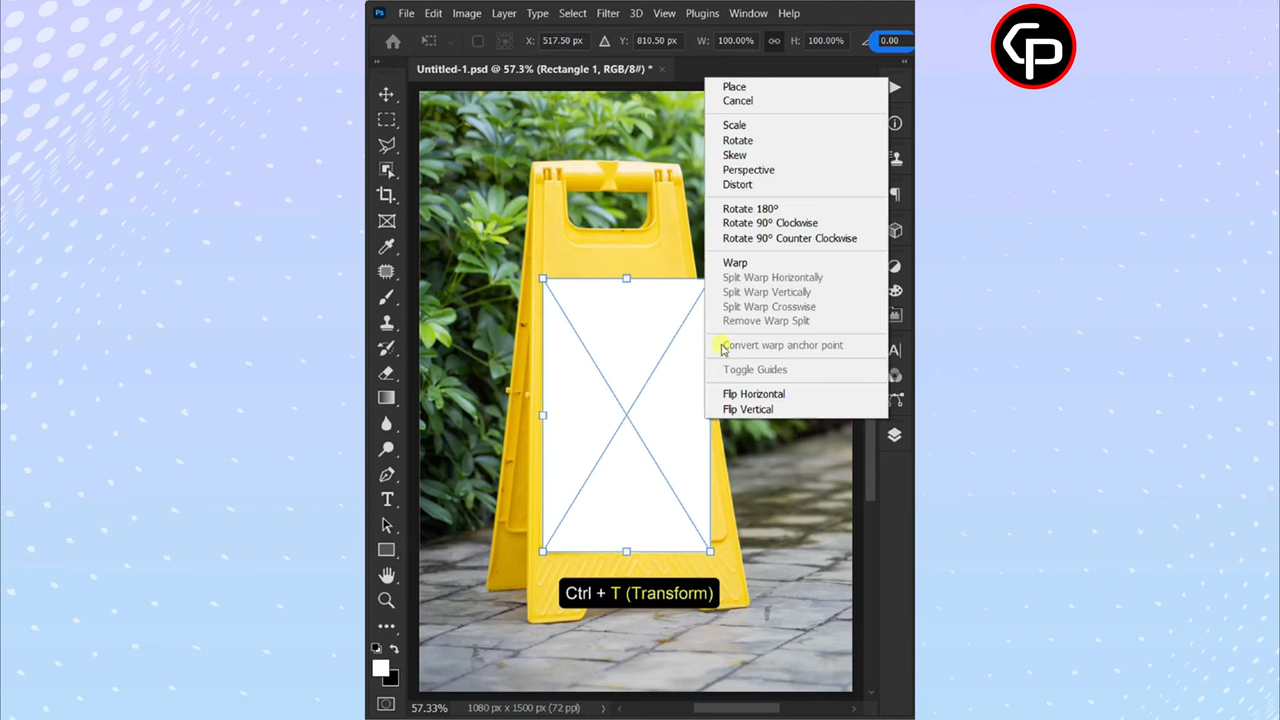 Ps File Edit Image Layer Type Select Filter 3D View Plugins Window Help
X: 517.50 px Y: 810.50 px W: 100.00% H: 100.00% 0.00
Untitled-1.psd @ 57.3% (Rectangle 1, RGB/8#) * ×
Place
Cancel
Scale
Rotate
Skew
Perspective
Distort
Rotate 180°
Rotate 90° Clockwise
Rotate 90° Counter Clockwise
Warp
Split Warp Horizontally
Split Warp Vertically
Split Warp Crosswise
Remove Warp Split
Convert warp anchor point
Toggle Guides
Flip Horizontal
Flip Vertical
Ctrl + T (Transform)
57.33% 1080 px x 1500 px (72 ppi)
CP